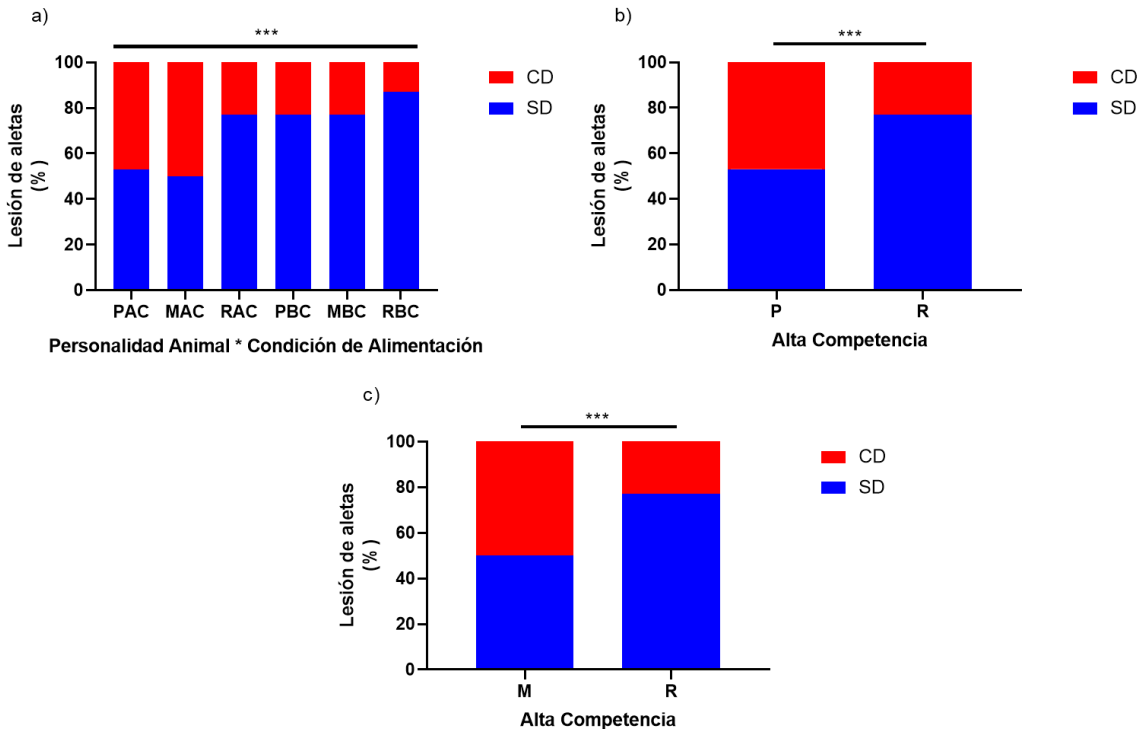 a)
***
100
80
60
40
20
0
Lesión de aletas
(% )
CD
SD
PAC MAC RAC PBC MBC RBC
Personalidad Animal * Condición de Alimentación
b)
***
100
80
60
40
20
0
Lesión de aletas
(% )
CD
SD
P R
Alta Competencia
c)
***
100
80
60
40
20
0
Lesión de aletas
(% )
CD
SD
M R
Alta Competencia